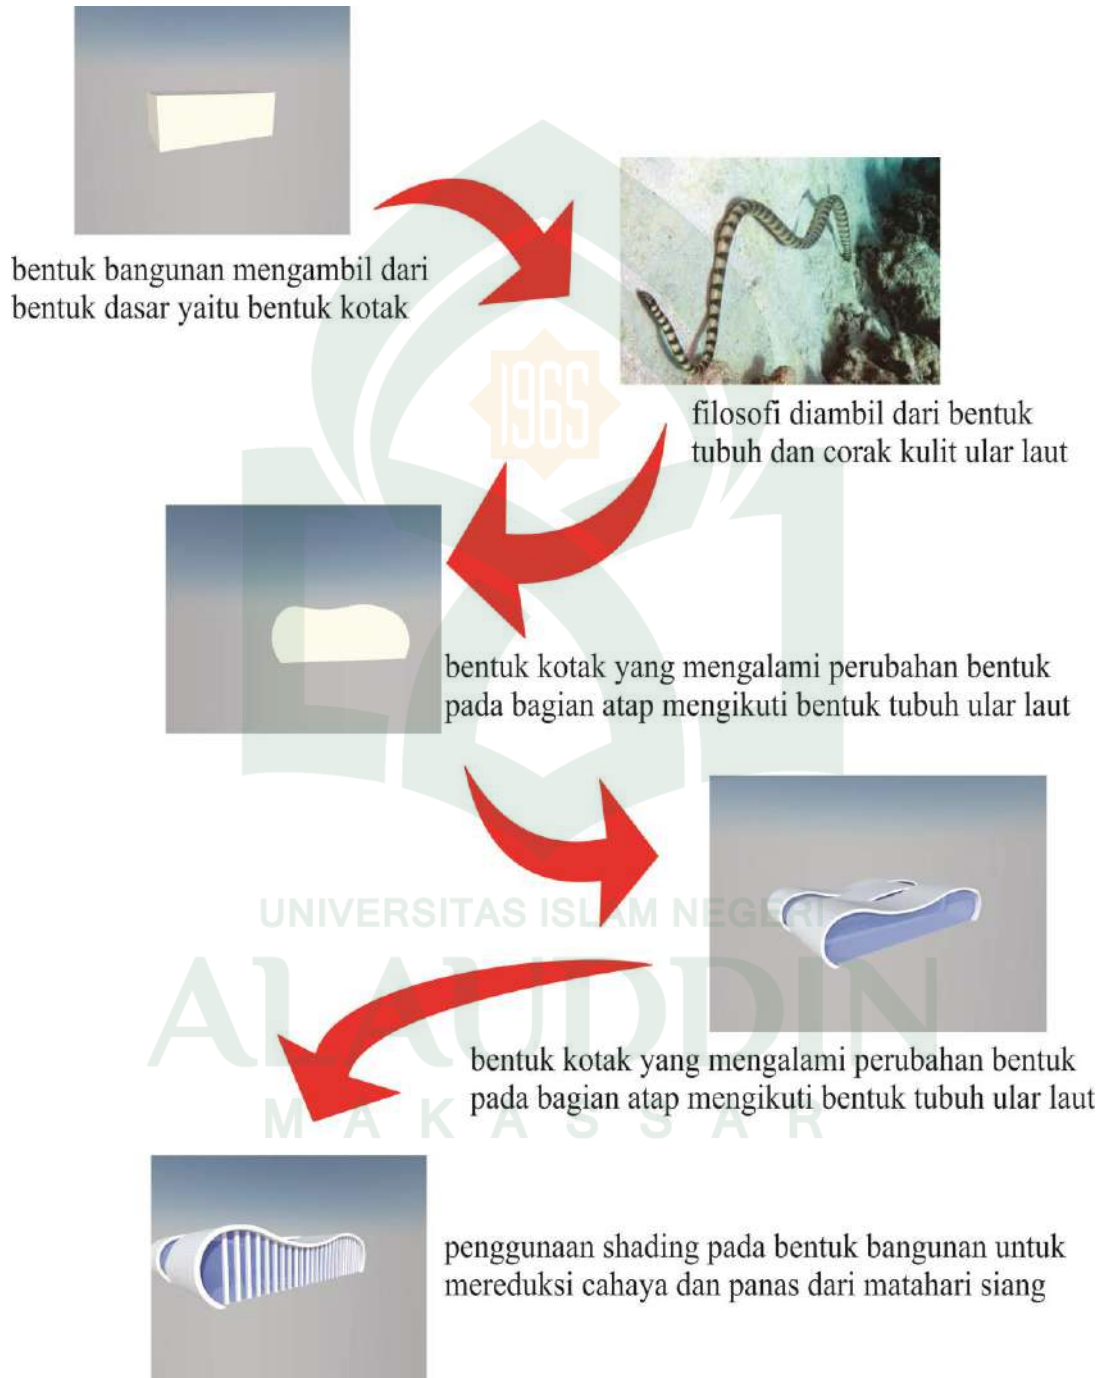 bentuk bangunan mengambil dari
bentuk dasar yaitu bentuk kotak
filosofi diambil dari bentuk
tubuh dan corak kulit ular laut
1965
bentuk kotak yang mengalami perubahan bentuk
pada bagian atap mengikuti bentuk tubuh ular laut
UNIVERSITAS ISLAM NEGERI
ALAUDDIN
bentuk kotak yang mengalami perubahan bentuk
pada bagian atap mengikuti bentuk tubuh ular laut
MAKASSAR
penggunaan shading pada bentuk bangunan untuk
mereduksi cahaya dan panas dari matahari siang